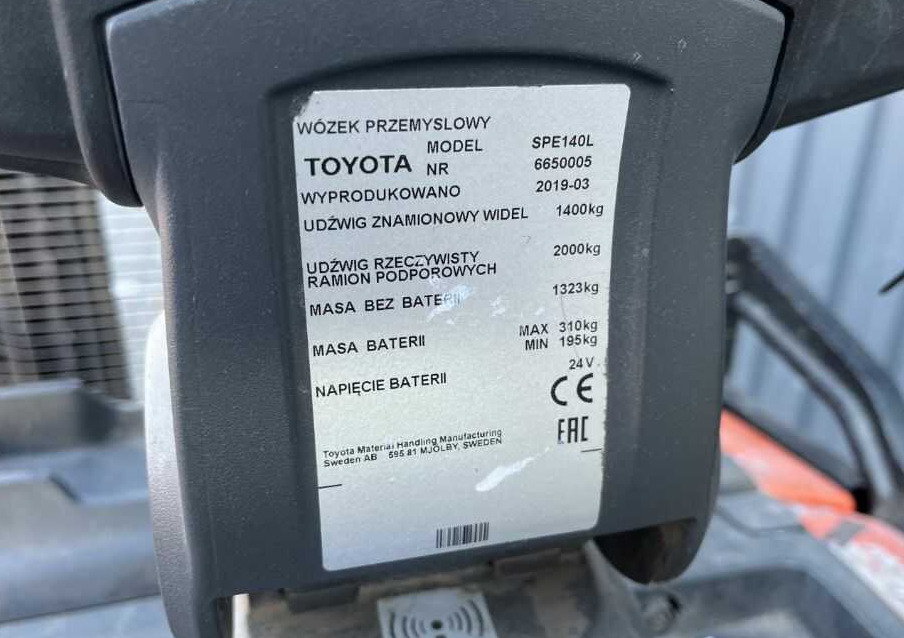 WÓZEK PRZEMYSLOWY
TOYOTA MODEL SPE140L
NR 6650005
WYPRODUKOWANO 2019-03
UDŹWIG ZNAMIONOWY WIDEL 1400kg
UDŹWIG RZECZYWISTY 2000kg
RAMION PODPOROWYCH
MASA BEZ BATERII 1323kg
MASA BATERII MAX 310kg
MIN 195kg
NAPIĘCIE BATERII 24V
CE
EAC
Toyota Material Handling Manufacturing
Sweden AB 595 81 MJOLBY, SWEDEN